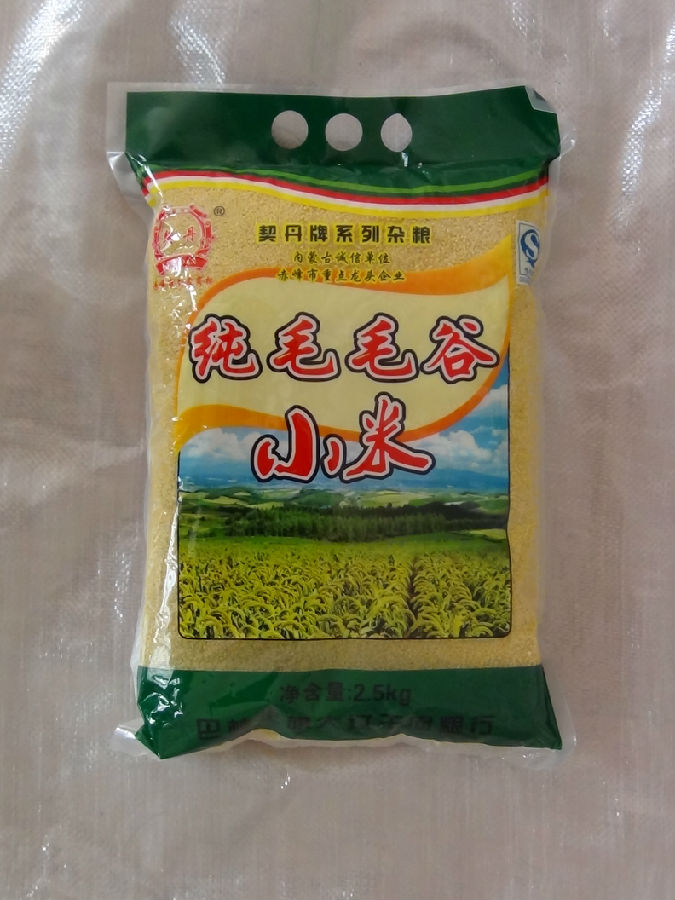 ®
契丹牌系列杂粮
内蒙古诚信单位
赤峰市重点龙头企业
纯毛毛谷
小米
净含量:2.5kg